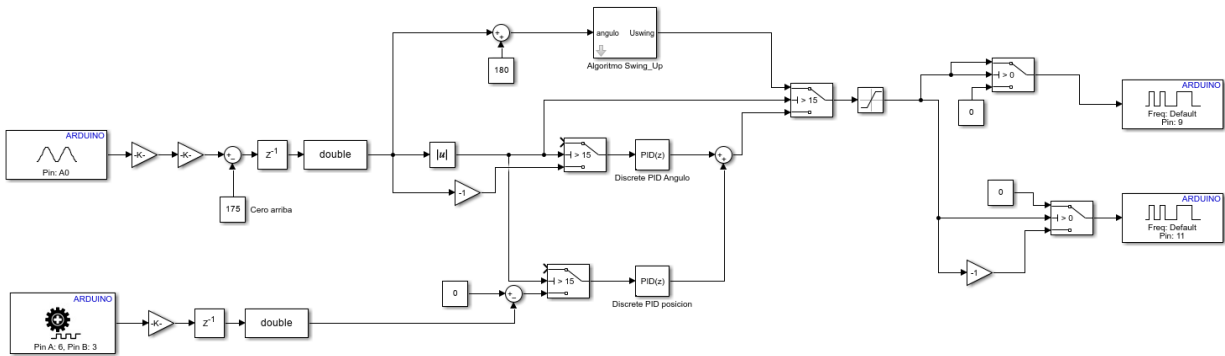 angulo Uswing
Algoritmo Swing_Up
180
> 15
> 0
0
ARDUINO
Freq: Default
Pin: 9
ARDUINO
Pin: A0
-K-
-K-
175
Cero arriba
z-1
double
|u|
-1
> 15
PID(z)
Discrete PID Angulo
0
> 0
ARDUINO
Freq: Default
Pin: 11
-1
ARDUINO
Pin A: 6, Pin B: 3
-K-
z-1
double
0
> 15
PID(z)
Discrete PID posicion